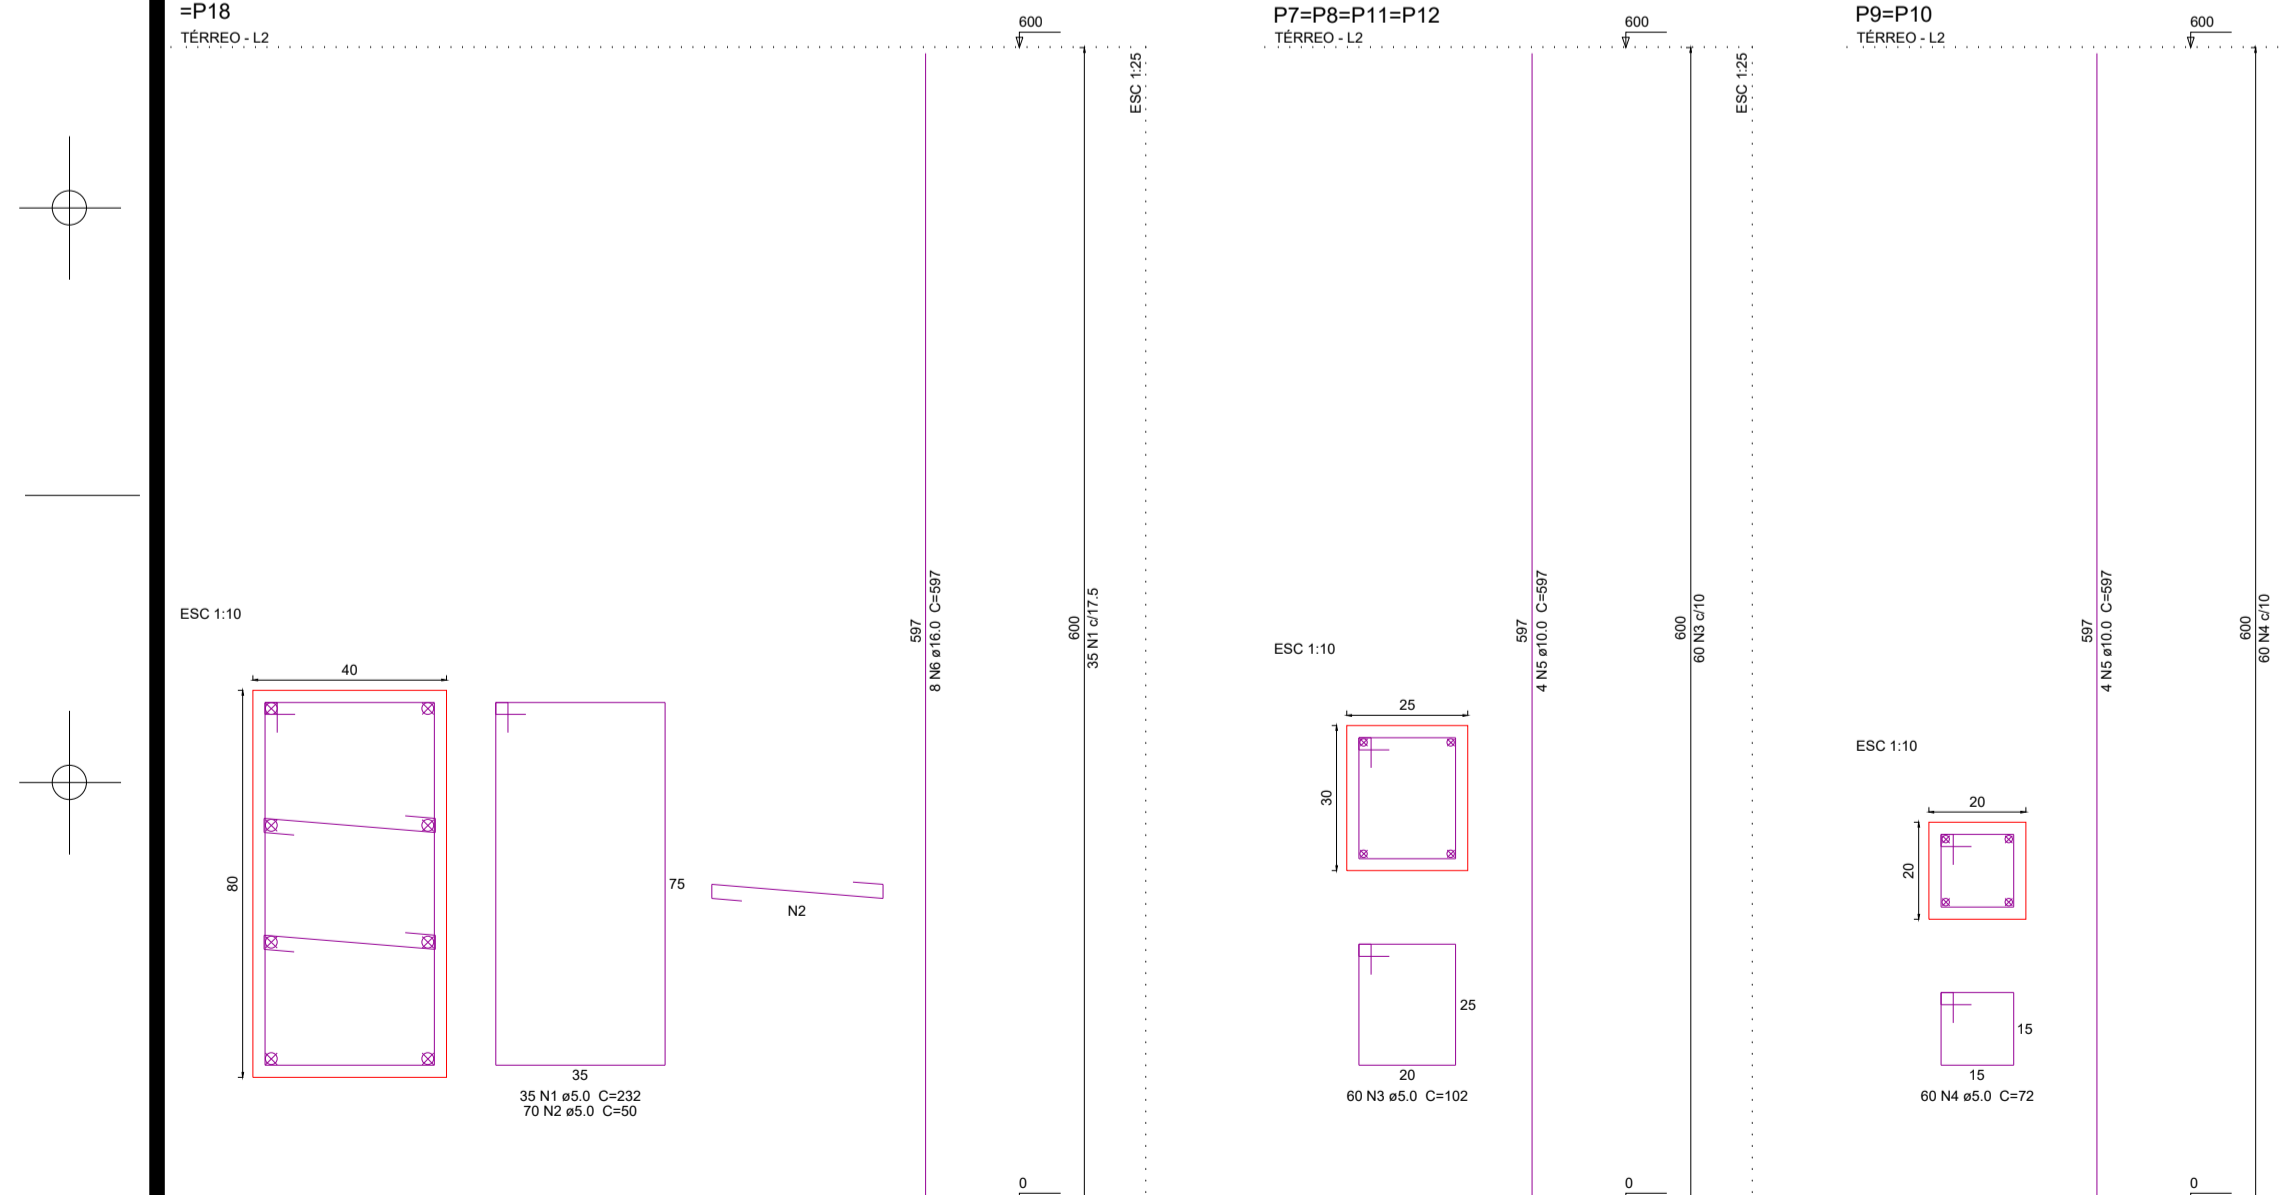 =P18
TÉRREO - L2
600
ESC 1:25
ESC 1:10
40
80
75
35
35 N1 ø5.0 C=232
70 N2 ø5.0 C=50
N2
597
8 N6 ø16.0 C=597
600
35 N1 c/17.5
0
P7=P8=P11=P12
TÉRREO - L2
600
ESC 1:25
ESC 1:10
25
30
25
20
60 N3 ø5.0 C=102
597
4 N5 ø10.0 C=597
600
60 N3 c/10
0
P9=P10
TÉRREO - L2
600
ESC 1:10
20
20
15
15
60 N4 ø5.0 C=72
597
4 N5 ø10.0 C=597
600
60 N4 c/10
0